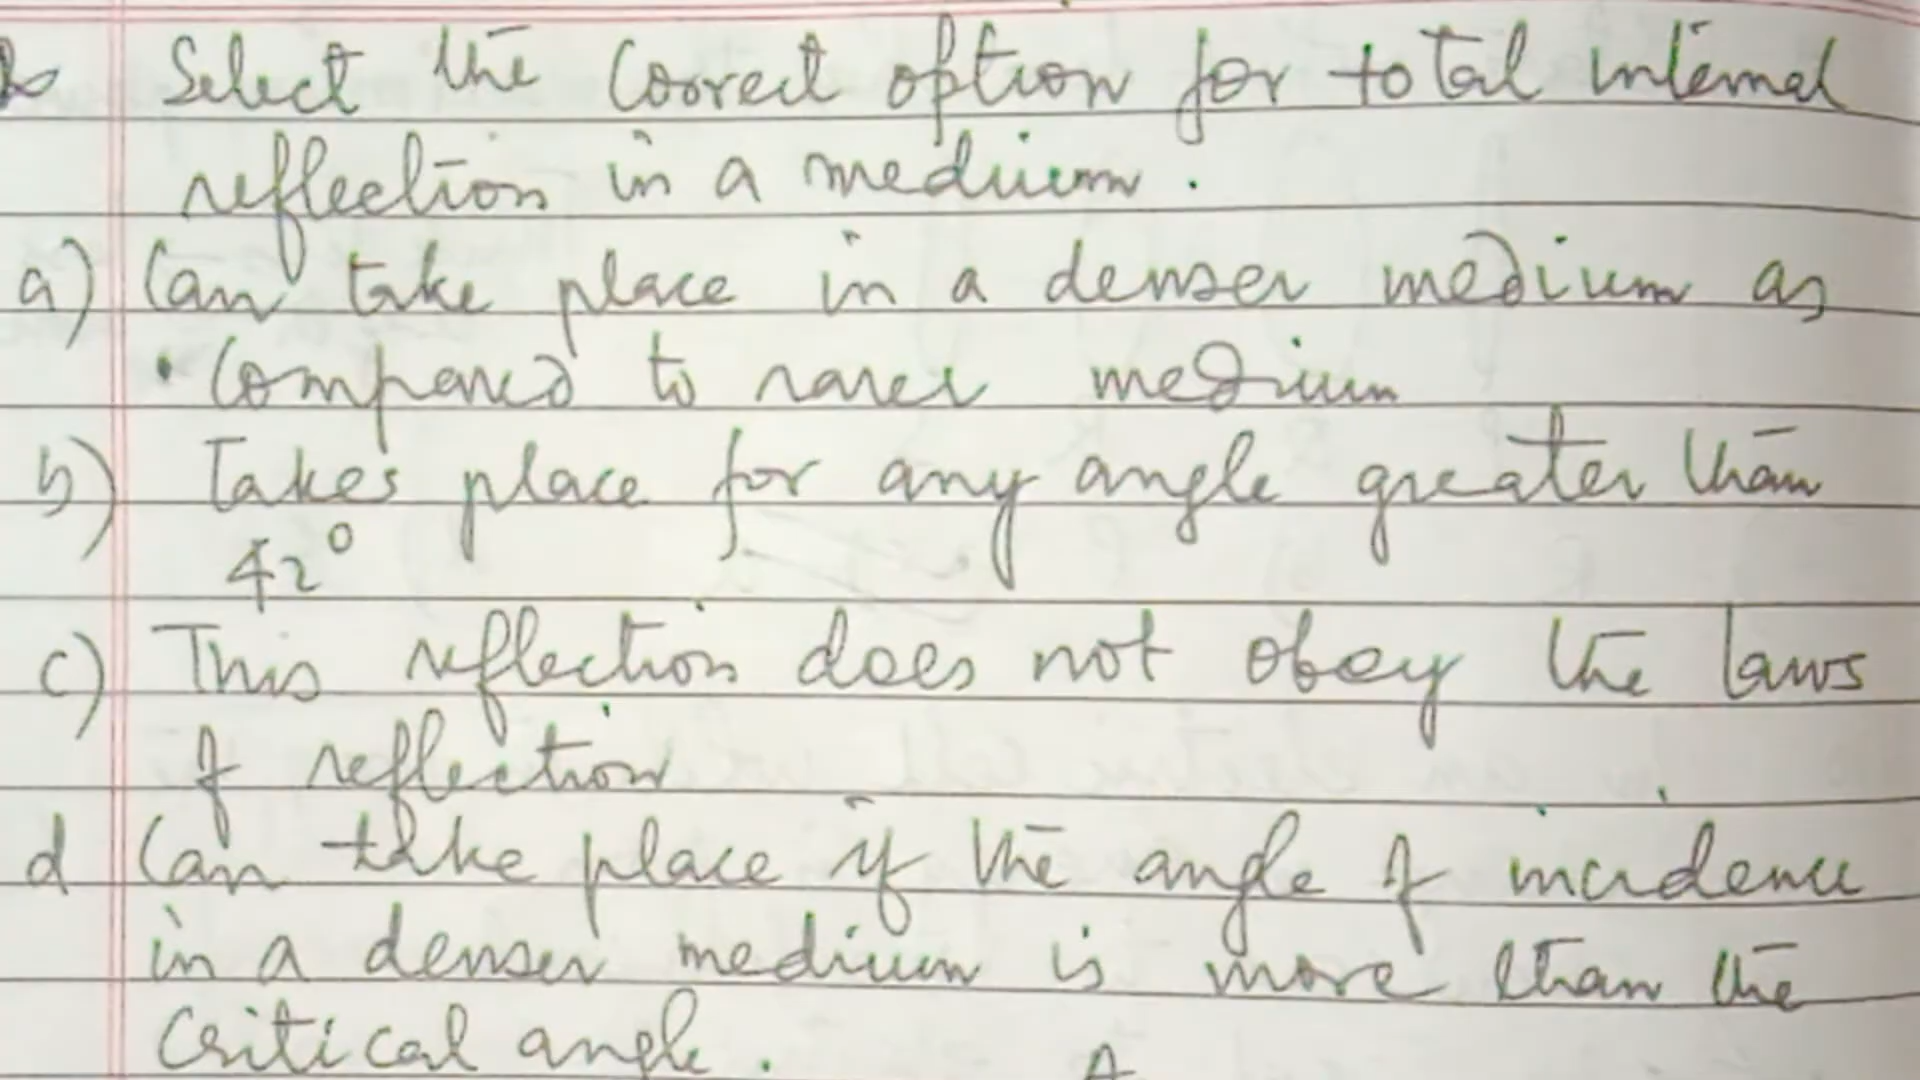 Select the Correct option for total internal
reflection in a medium.
a) Can take place in a denser medium as
compared to rarer medium
b) Takes place for any angle greater than
42°
c) This reflection does not obey the laws
of reflection
d Can take place if the angle of incidence
in a denser medium is more than the
Critical angle.